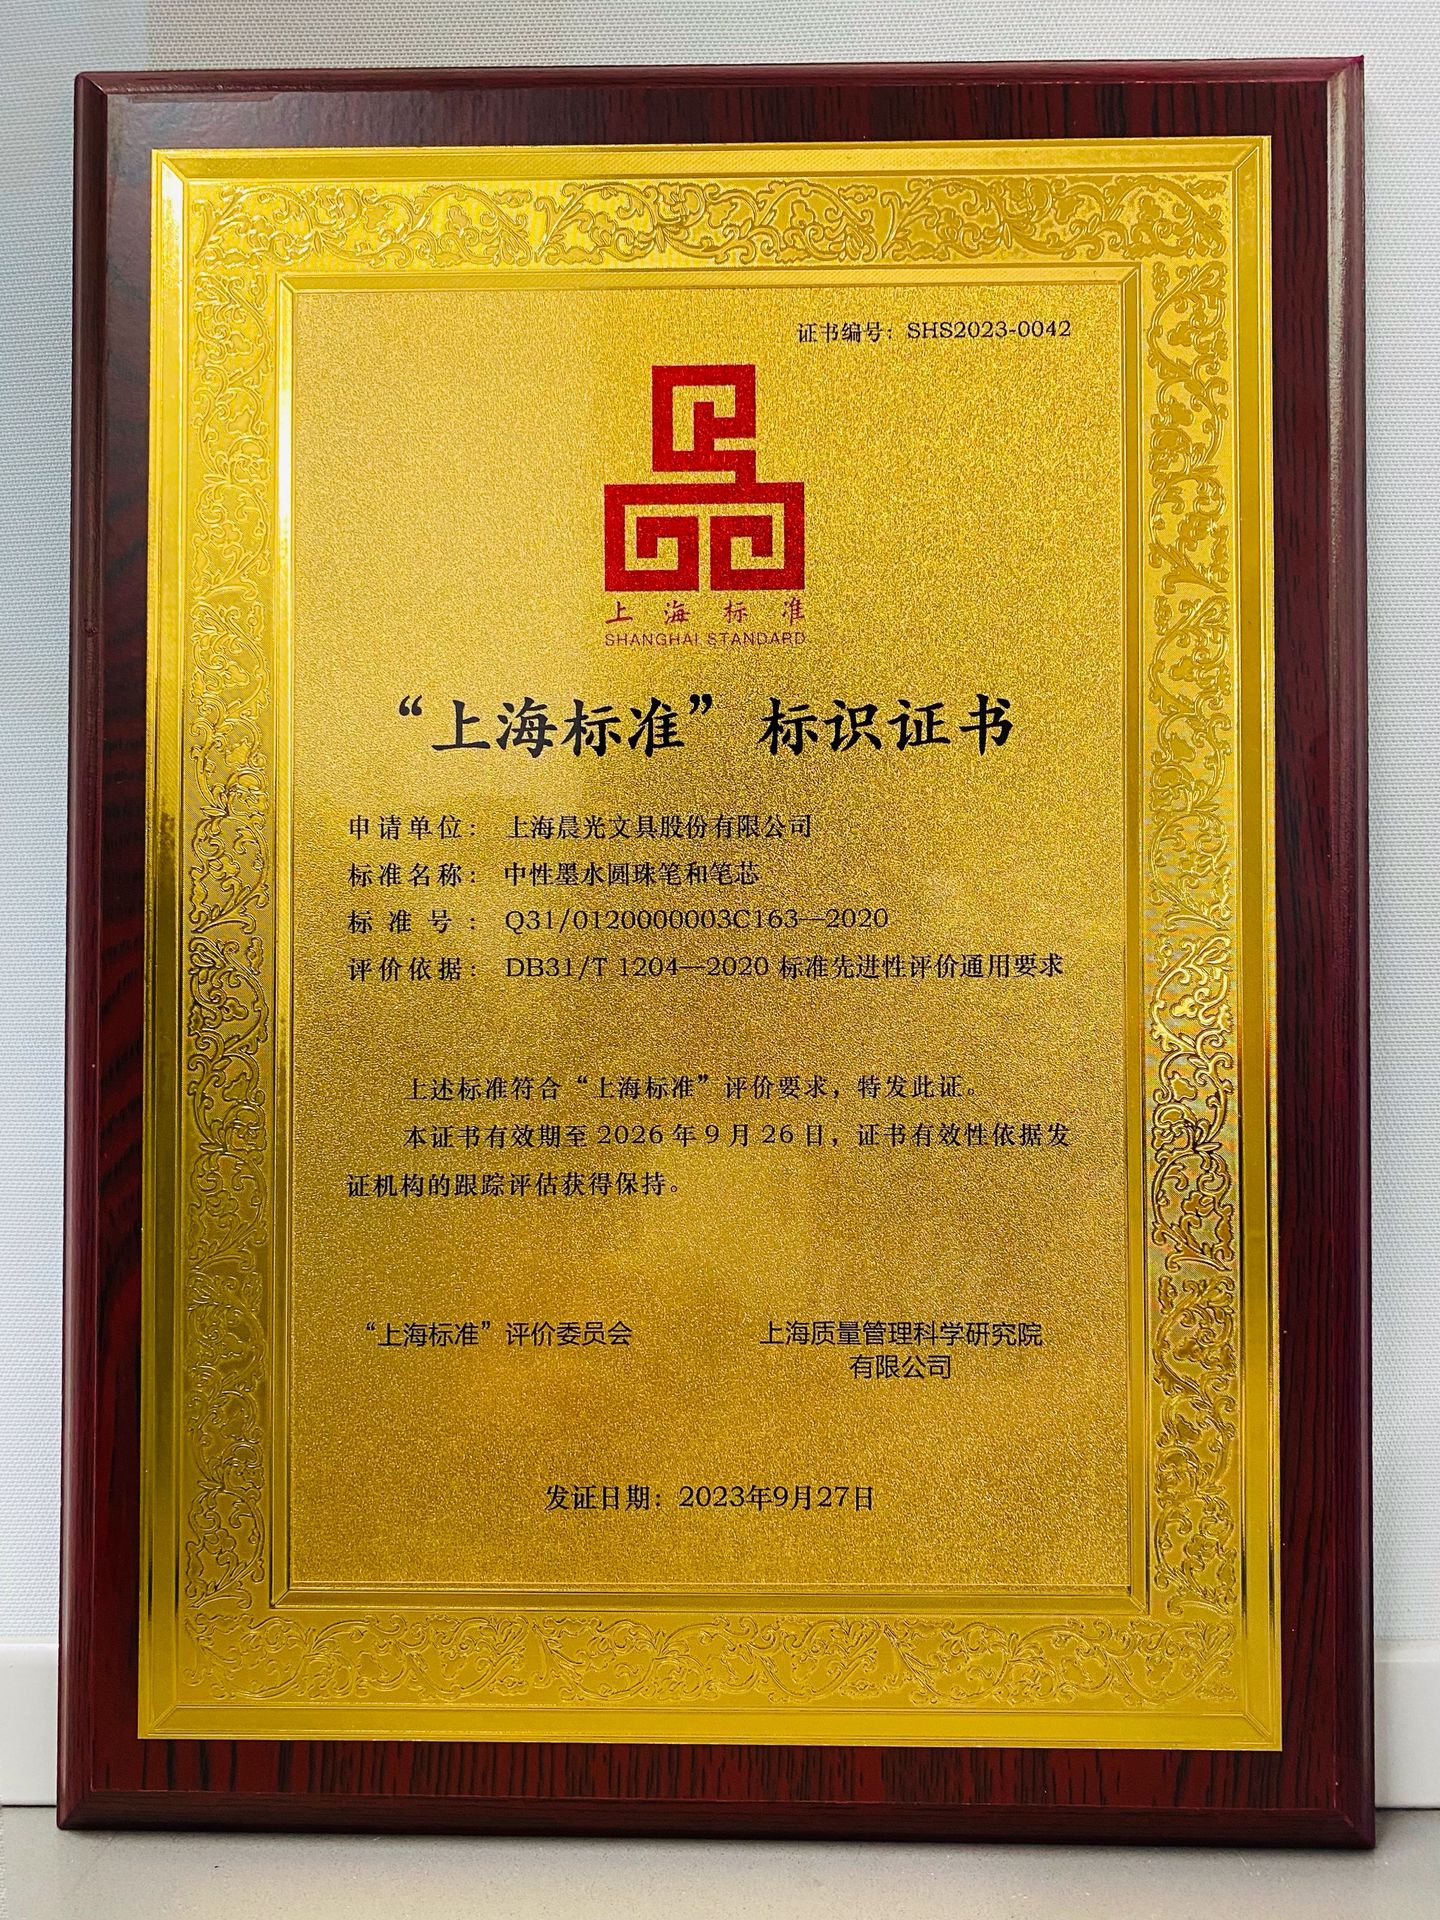 证书编号：SHS2023-0042
上海标准
SHANGHAI STANDARD
“上海标准”标识证书
申请单位：上海晨光文具股份有限公司
标准名称：中性墨水圆珠笔和笔芯
标准号：Q31/0120000003C163—2020
评价依据：DB31/T 1204—2020 标准先进性评价通用要求
上述标准符合“上海标准”评价要求，特发此证。
本证书有效期至 2026 年 9 月 26 日，证书有效性依据发
证机构的跟踪评估获得保持。
“上海标准”评价委员会
上海质量管理科学研究院
有限公司
发证日期：2023年9月27日